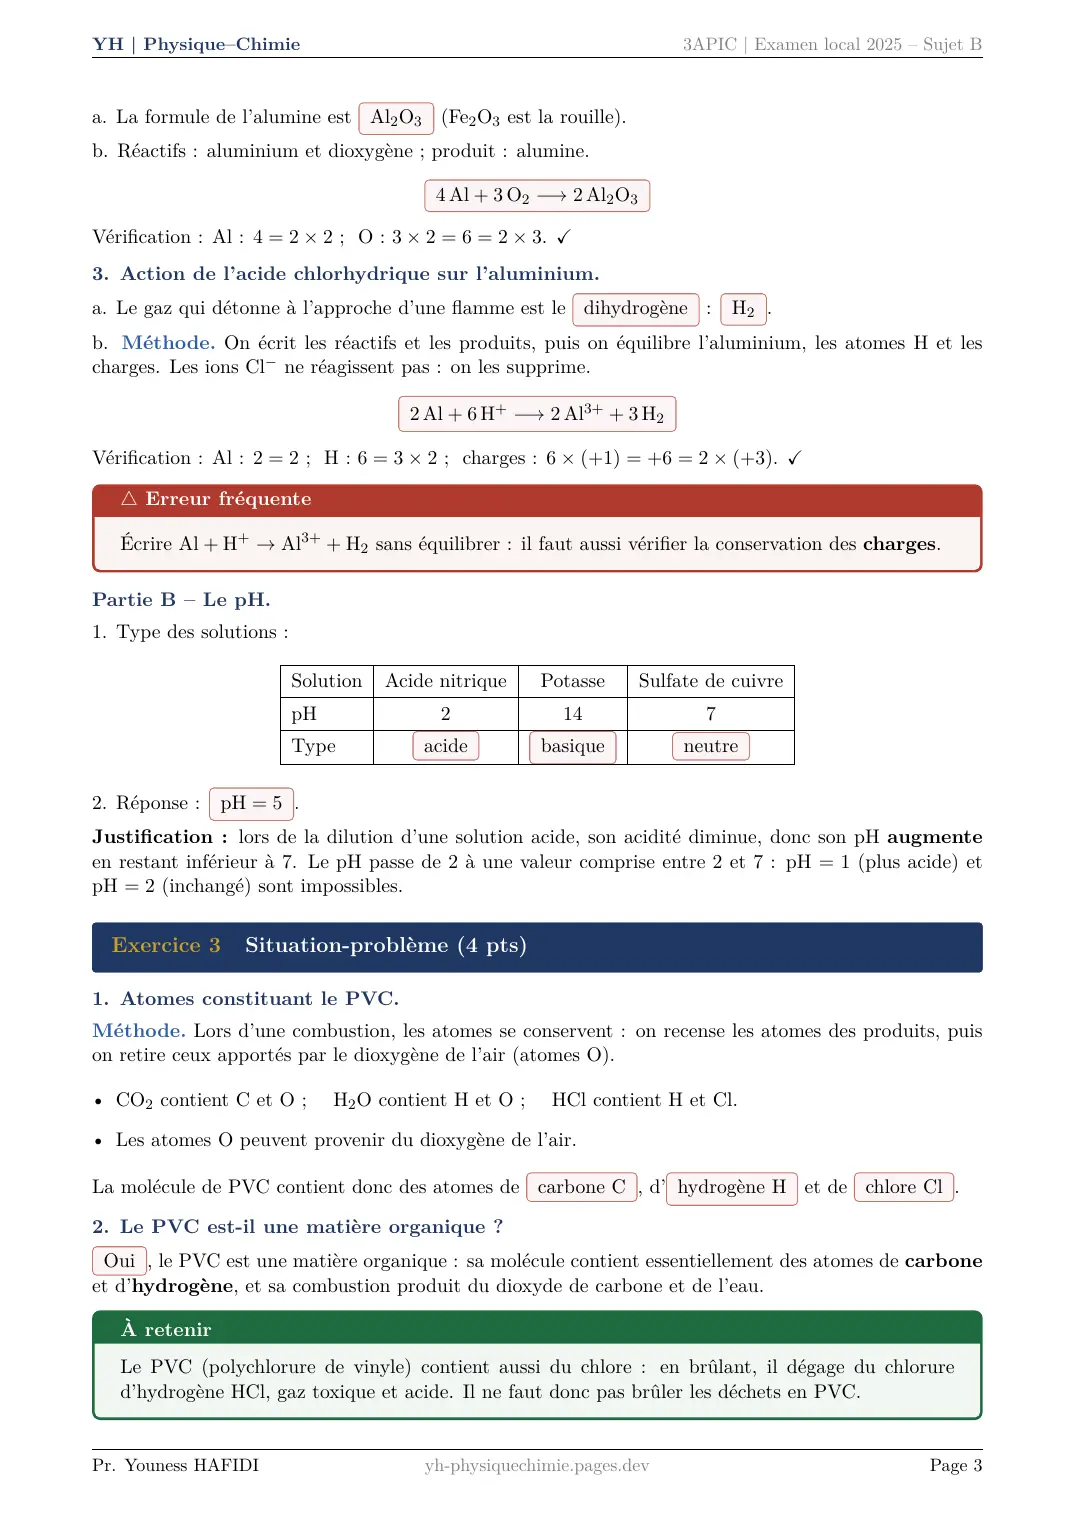 YH | Physique–Chimie
3APIC | Examen local 2025 – Sujet B
a. La formule de l'alumine est Al₂O₃ (Fe₂O₃ est la rouille).
b. Réactifs : aluminium et dioxygène ; produit : alumine.
4 Al + 3 O₂ ⟶ 2 Al₂O₃
Vérification : Al : 4 = 2 × 2 ; O : 3 × 2 = 6 = 2 × 3. ✓
3. Action de l'acide chlorhydrique sur l'aluminium.
a. Le gaz qui détonne à l'approche d'une flamme est le dihydrogène : H₂.
b. Méthode. On écrit les réactifs et les produits, puis on équilibre l'aluminium, les atomes H et les
charges. Les ions Cl⁻ ne réagissent pas : on les supprime.
2 Al + 6 H⁺ ⟶ 2 Al³⁺ + 3 H₂
Vérification : Al : 2 = 2 ; H : 6 = 3 × 2 ; charges : 6 × (+1) = +6 = 2 × (+3). ✓
△ Erreur fréquente
Écrire Al + H⁺ → Al³⁺ + H₂ sans équilibrer : il faut aussi vérifier la conservation des charges.
Partie B – Le pH.
1. Type des solutions :
Solution Acide nitrique Potasse Sulfate de cuivre
pH 2 14 7
Type acide basique neutre
2. Réponse : pH = 5.
Justification : lors de la dilution d'une solution acide, son acidité diminue, donc son pH augmente
en restant inférieur à 7. Le pH passe de 2 à une valeur comprise entre 2 et 7 : pH = 1 (plus acide) et
pH = 2 (inchangé) sont impossibles.
Exercice 3 Situation-problème (4 pts)
1. Atomes constituant le PVC.
Méthode. Lors d'une combustion, les atomes se conservent : on recense les atomes des produits, puis
on retire ceux apportés par le dioxygène de l'air (atomes O).
• CO₂ contient C et O ; H₂O contient H et O ; HCl contient H et Cl.
• Les atomes O peuvent provenir du dioxygène de l'air.
La molécule de PVC contient donc des atomes de carbone C, d'hydrogène H et de chlore Cl.
2. Le PVC est-il une matière organique ?
Oui, le PVC est une matière organique : sa molécule contient essentiellement des atomes de carbone
et d'hydrogène, et sa combustion produit du dioxyde de carbone et de l'eau.
À retenir
Le PVC (polychlorure de vinyle) contient aussi du chlore : en brûlant, il dégage du chlorure
d'hydrogène HCl, gaz toxique et acide. Il ne faut donc pas brûler les déchets en PVC.
Pr. Youness HAFIDI
yh-physiquechimie.pages.dev
Page 3